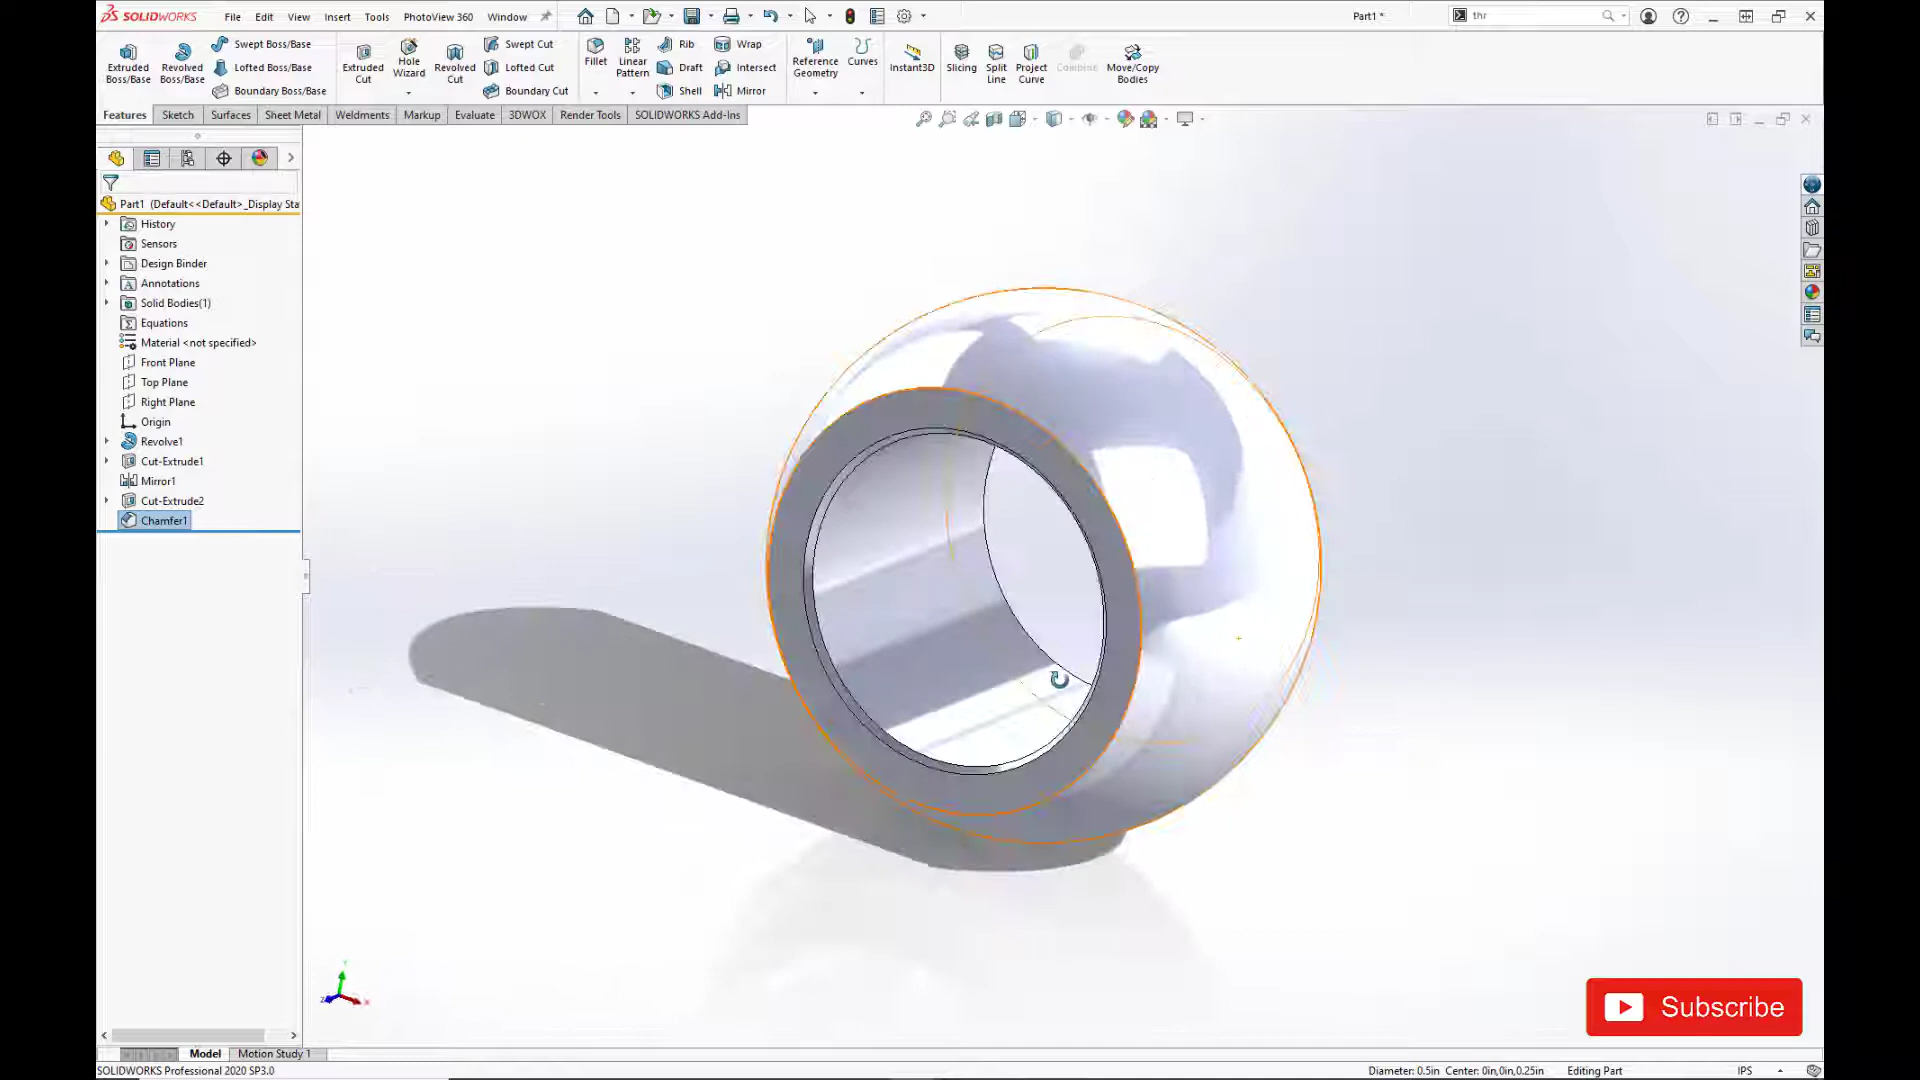 SOLIDWORKS File Edit View Insert Tools PhotoView 360 Window Part1 * thr
Extruded Boss/Base
Revolved Boss/Base
Swept Boss/Base
Lofted Boss/Base
Boundary Boss/Base
Extruded Cut
Hole Wizard
Revolved Cut
Swept Cut
Lofted Cut
Boundary Cut
Fillet
Linear Pattern
Rib
Draft
Shell
Wrap
Intersect
Mirror
Reference Geometry
Curves
Instant3D
Slicing
Split Line
Project Curve
Combine
Move/Copy Bodies
Features Sketch Surfaces Sheet Metal Weldments Markup Evaluate 3DWOX Render Tools SOLIDWORKS Add-Ins
Part1 (Default<<Default>_Display Sta
History
Sensors
Design Binder
Annotations
Solid Bodies(1)
Equations
Material <not specified>
Front Plane
Top Plane
Right Plane
Origin
Revolve1
Cut-Extrude1
Mirror1
Cut-Extrude2
Chamfer1
Subscribe
Model Motion Study 1
SOLIDWORKS Professional 2020 SP3.0 Diameter: 0.5in Center: 0in,0in,0.25in Editing Part IPS